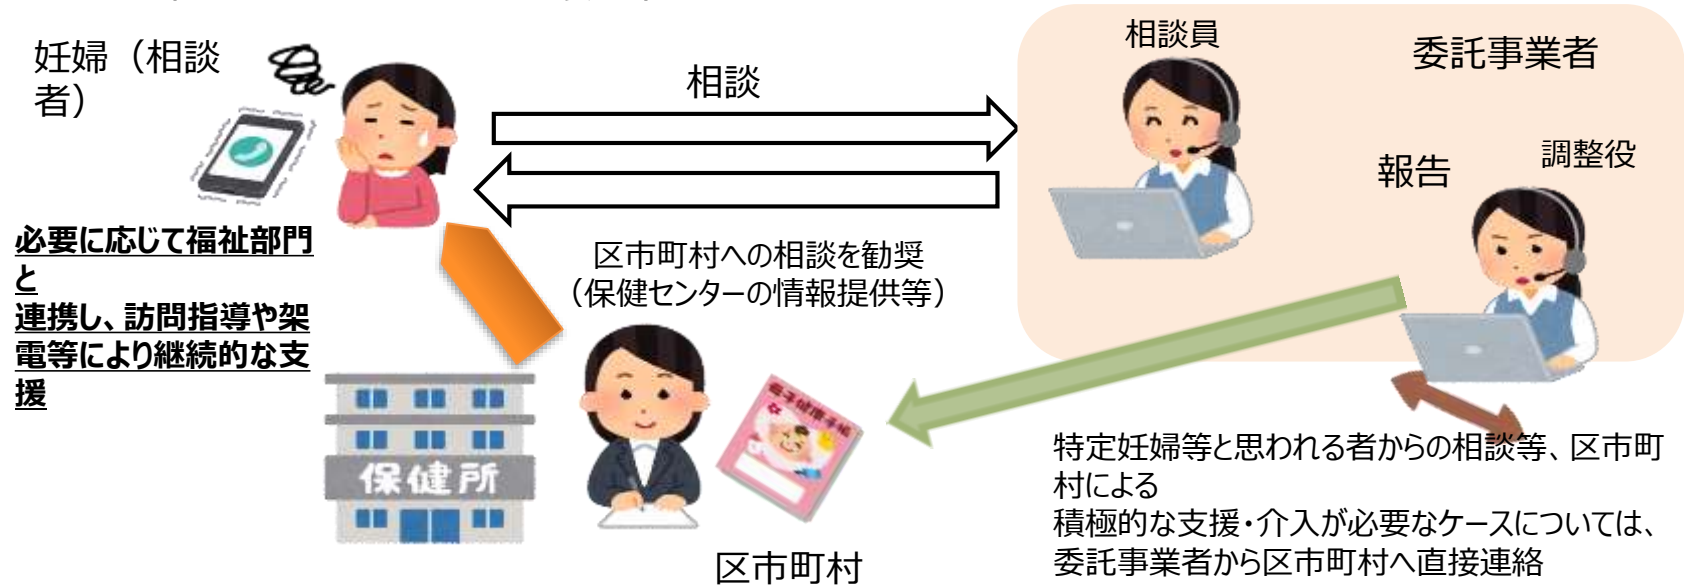 妊婦（相談
者）
相談
相談員
委託事業者
報告
調整役
必要に応じて福祉部門
と
連携し、訪問指導や架
電等により継続的な支
援
区市町村への相談を勧奨
（保健センターの情報提供等）
母子健康手帳
保健所
区市町村
特定妊婦等と思われる者からの相談等、区市町
村による
積極的な支援・介入が必要なケースについては、
委託事業者から区市町村へ直接連絡